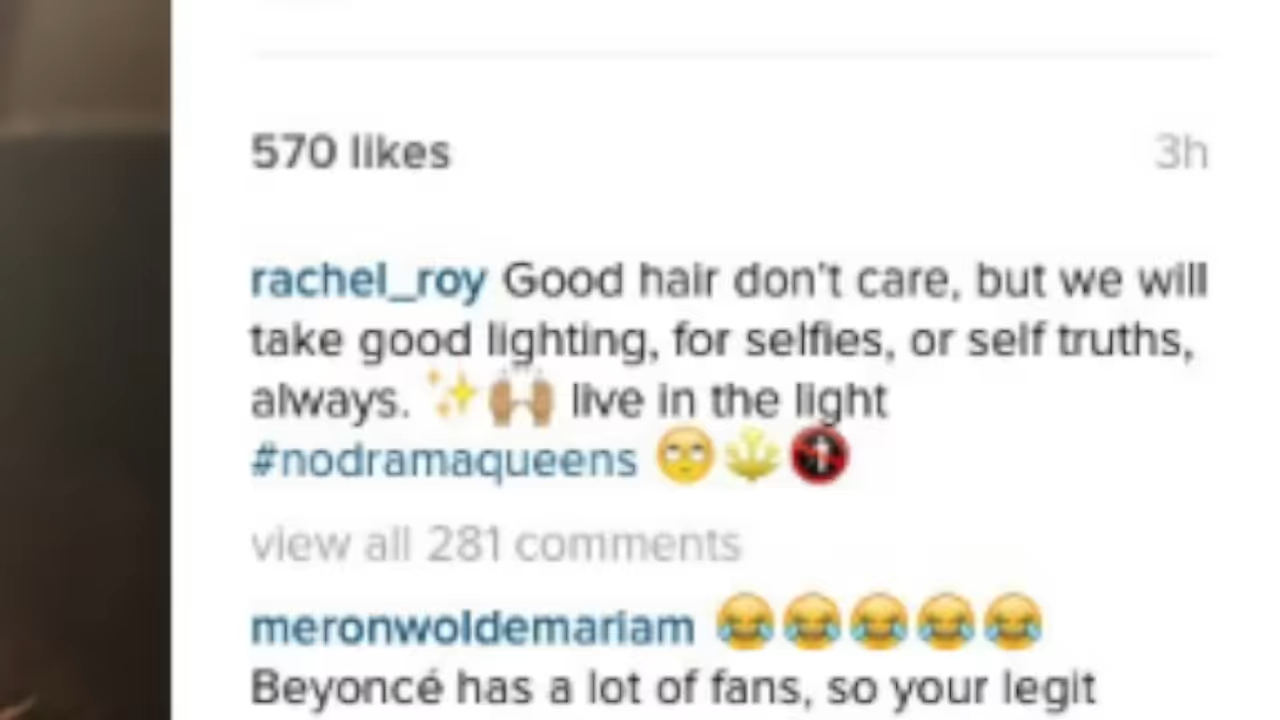 570 likes 3h
rachel_roy Good hair don't care, but we will
take good lighting, for selfies, or self truths,
always. ✨🙌🏽 live in the light
#nodramaqueens 🙄🔱🚷
view all 281 comments
meronwoldemariam 😂😂😂😂😂
Beyoncé has a lot of fans, so your legit